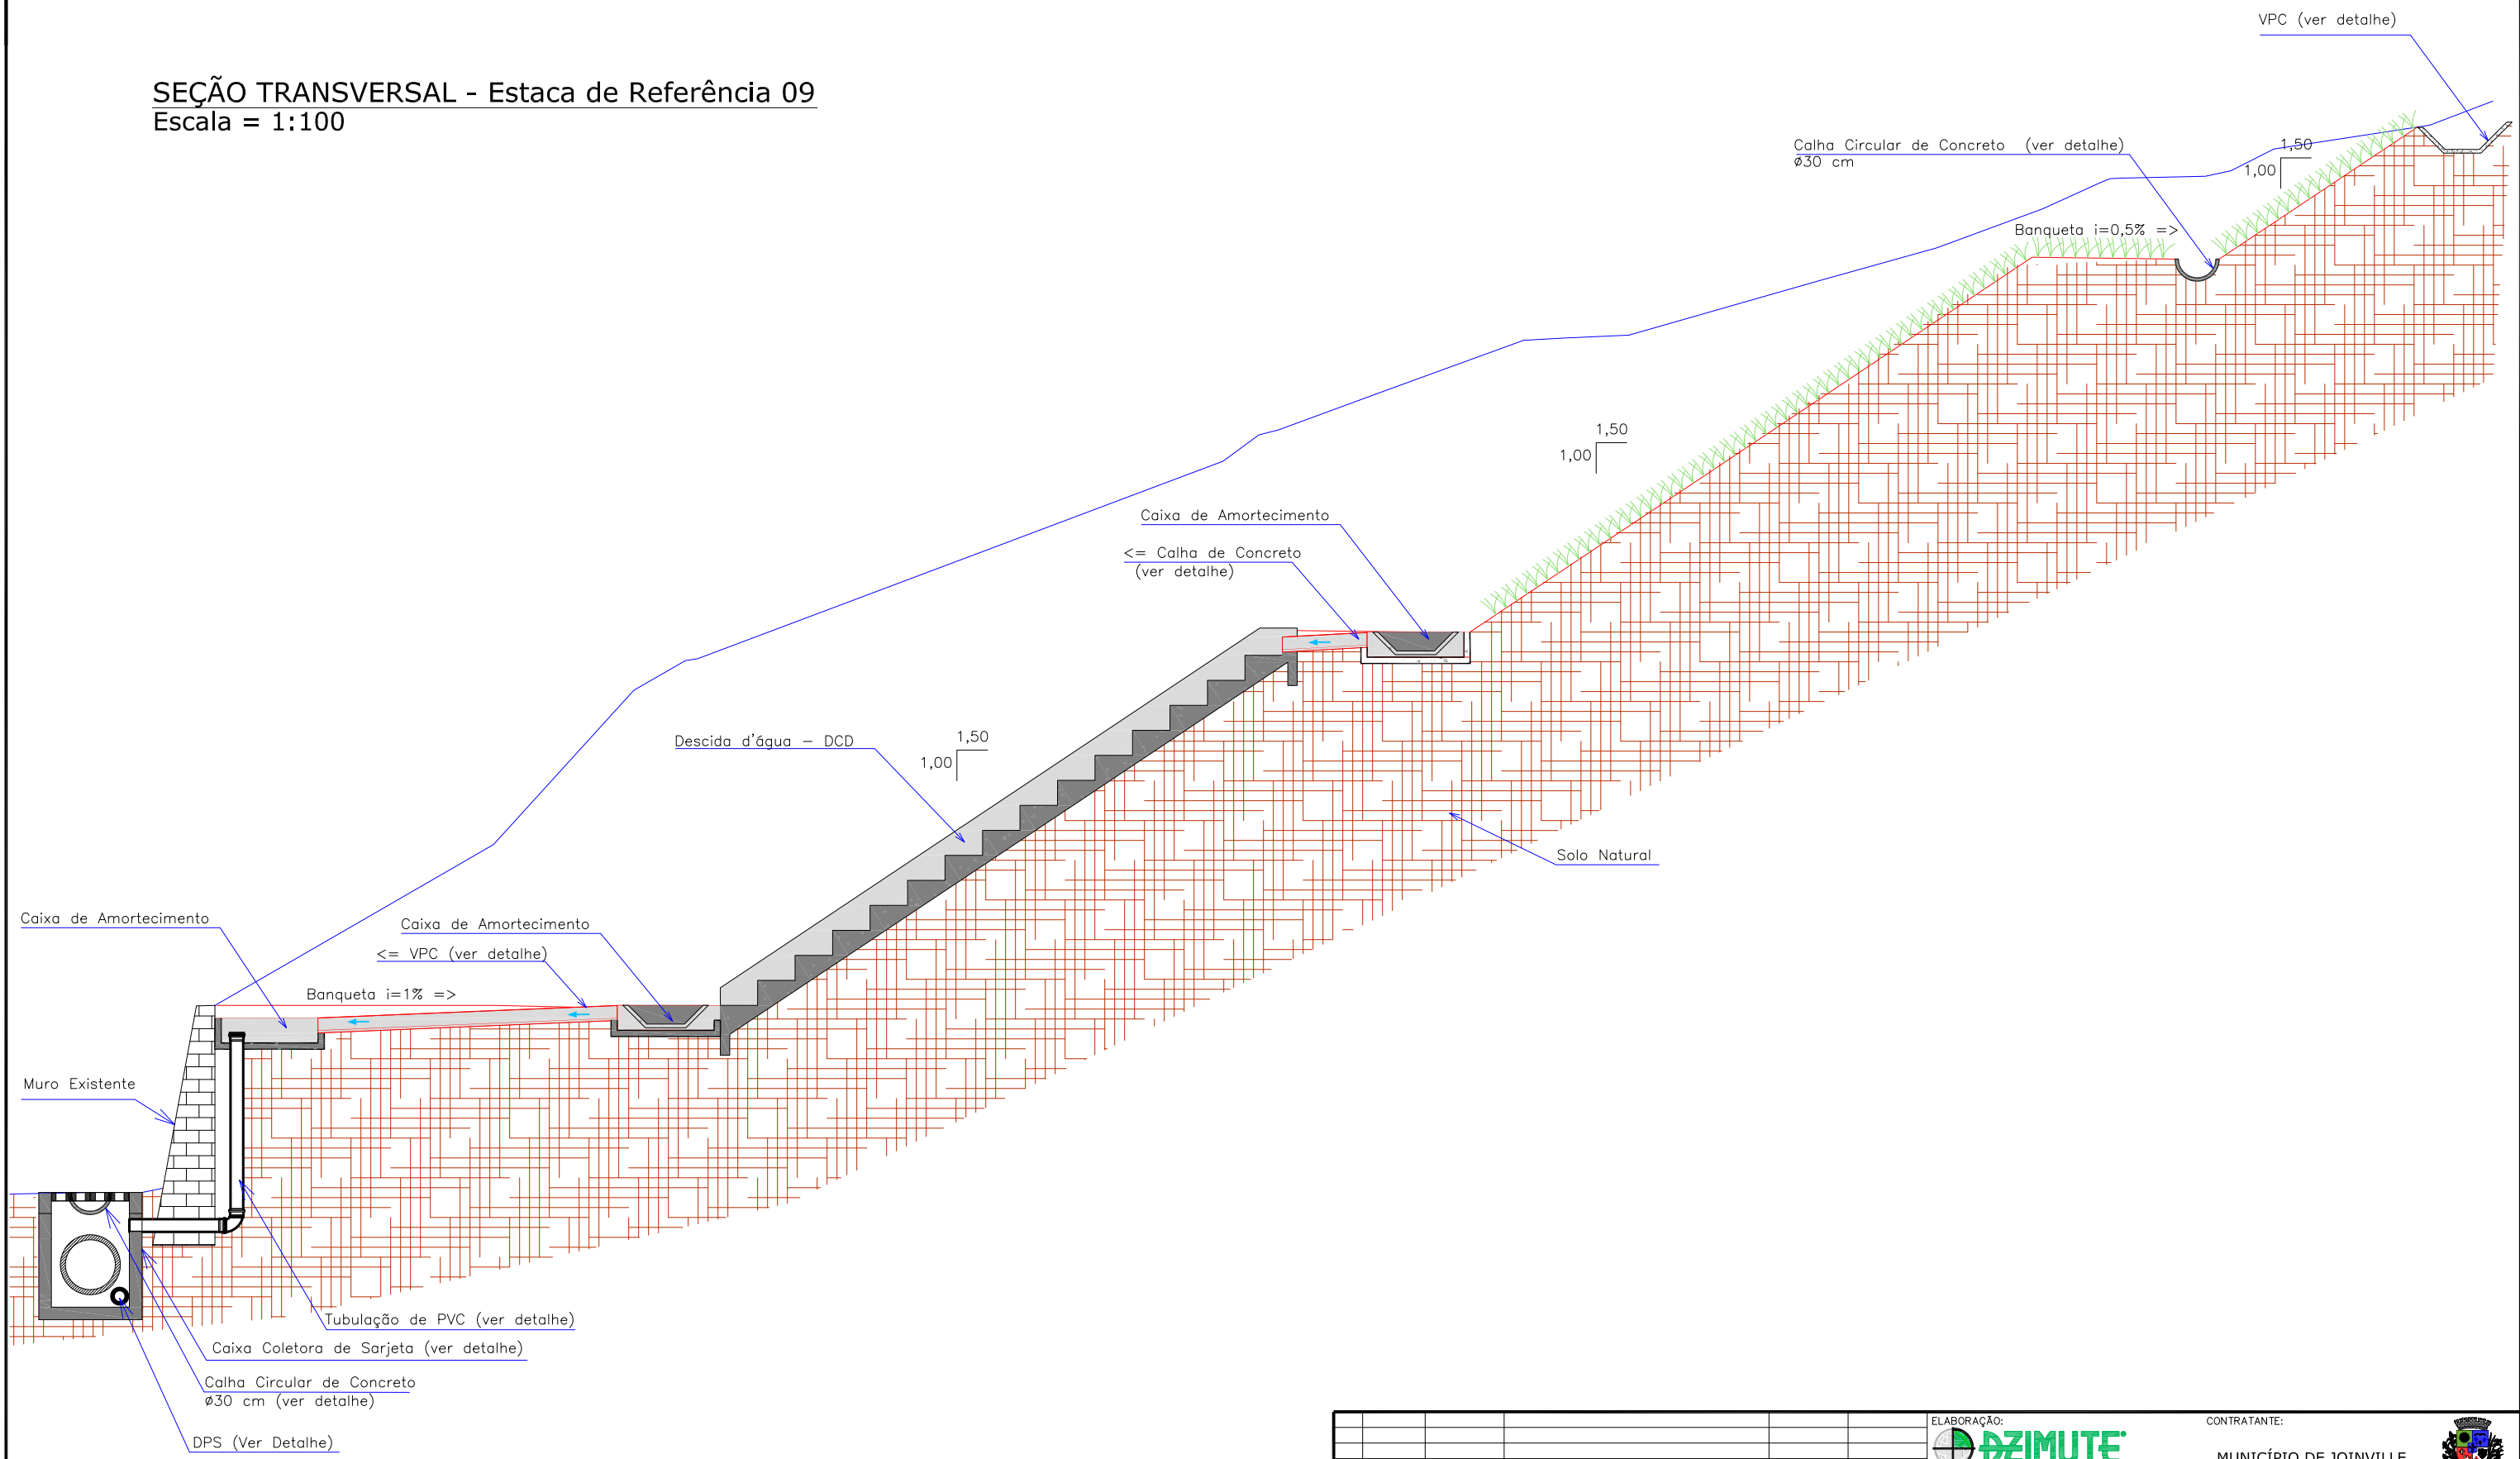 VPC (ver detalhe)
SEÇÃO TRANSVERSAL - Estaca de Referência 09
Escala = 1:100
Calha Circular de Concreto (ver detalhe)
ø30 cm
1,50
1,00
Banqueta i=0,5% =>
1,50
1,00
Caixa de Amortecimento
<= Calha de Concreto
(ver detalhe)
Descida d'água – DCD
1,50
1,00
Solo Natural
Caixa de Amortecimento
Caixa de Amortecimento
<= VPC (ver detalhe)
Banqueta i=1% =>
Muro Existente
Tubulação de PVC (ver detalhe)
Caixa Coletora de Sarjeta (ver detalhe)
Calha Circular de Concreto
ø30 cm (ver detalhe)
DPS (Ver Detalhe)
ELABORAÇÃO:
CONTRATANTE:
AZIMUTE
MUNICÍPIO DE JOINVILLE